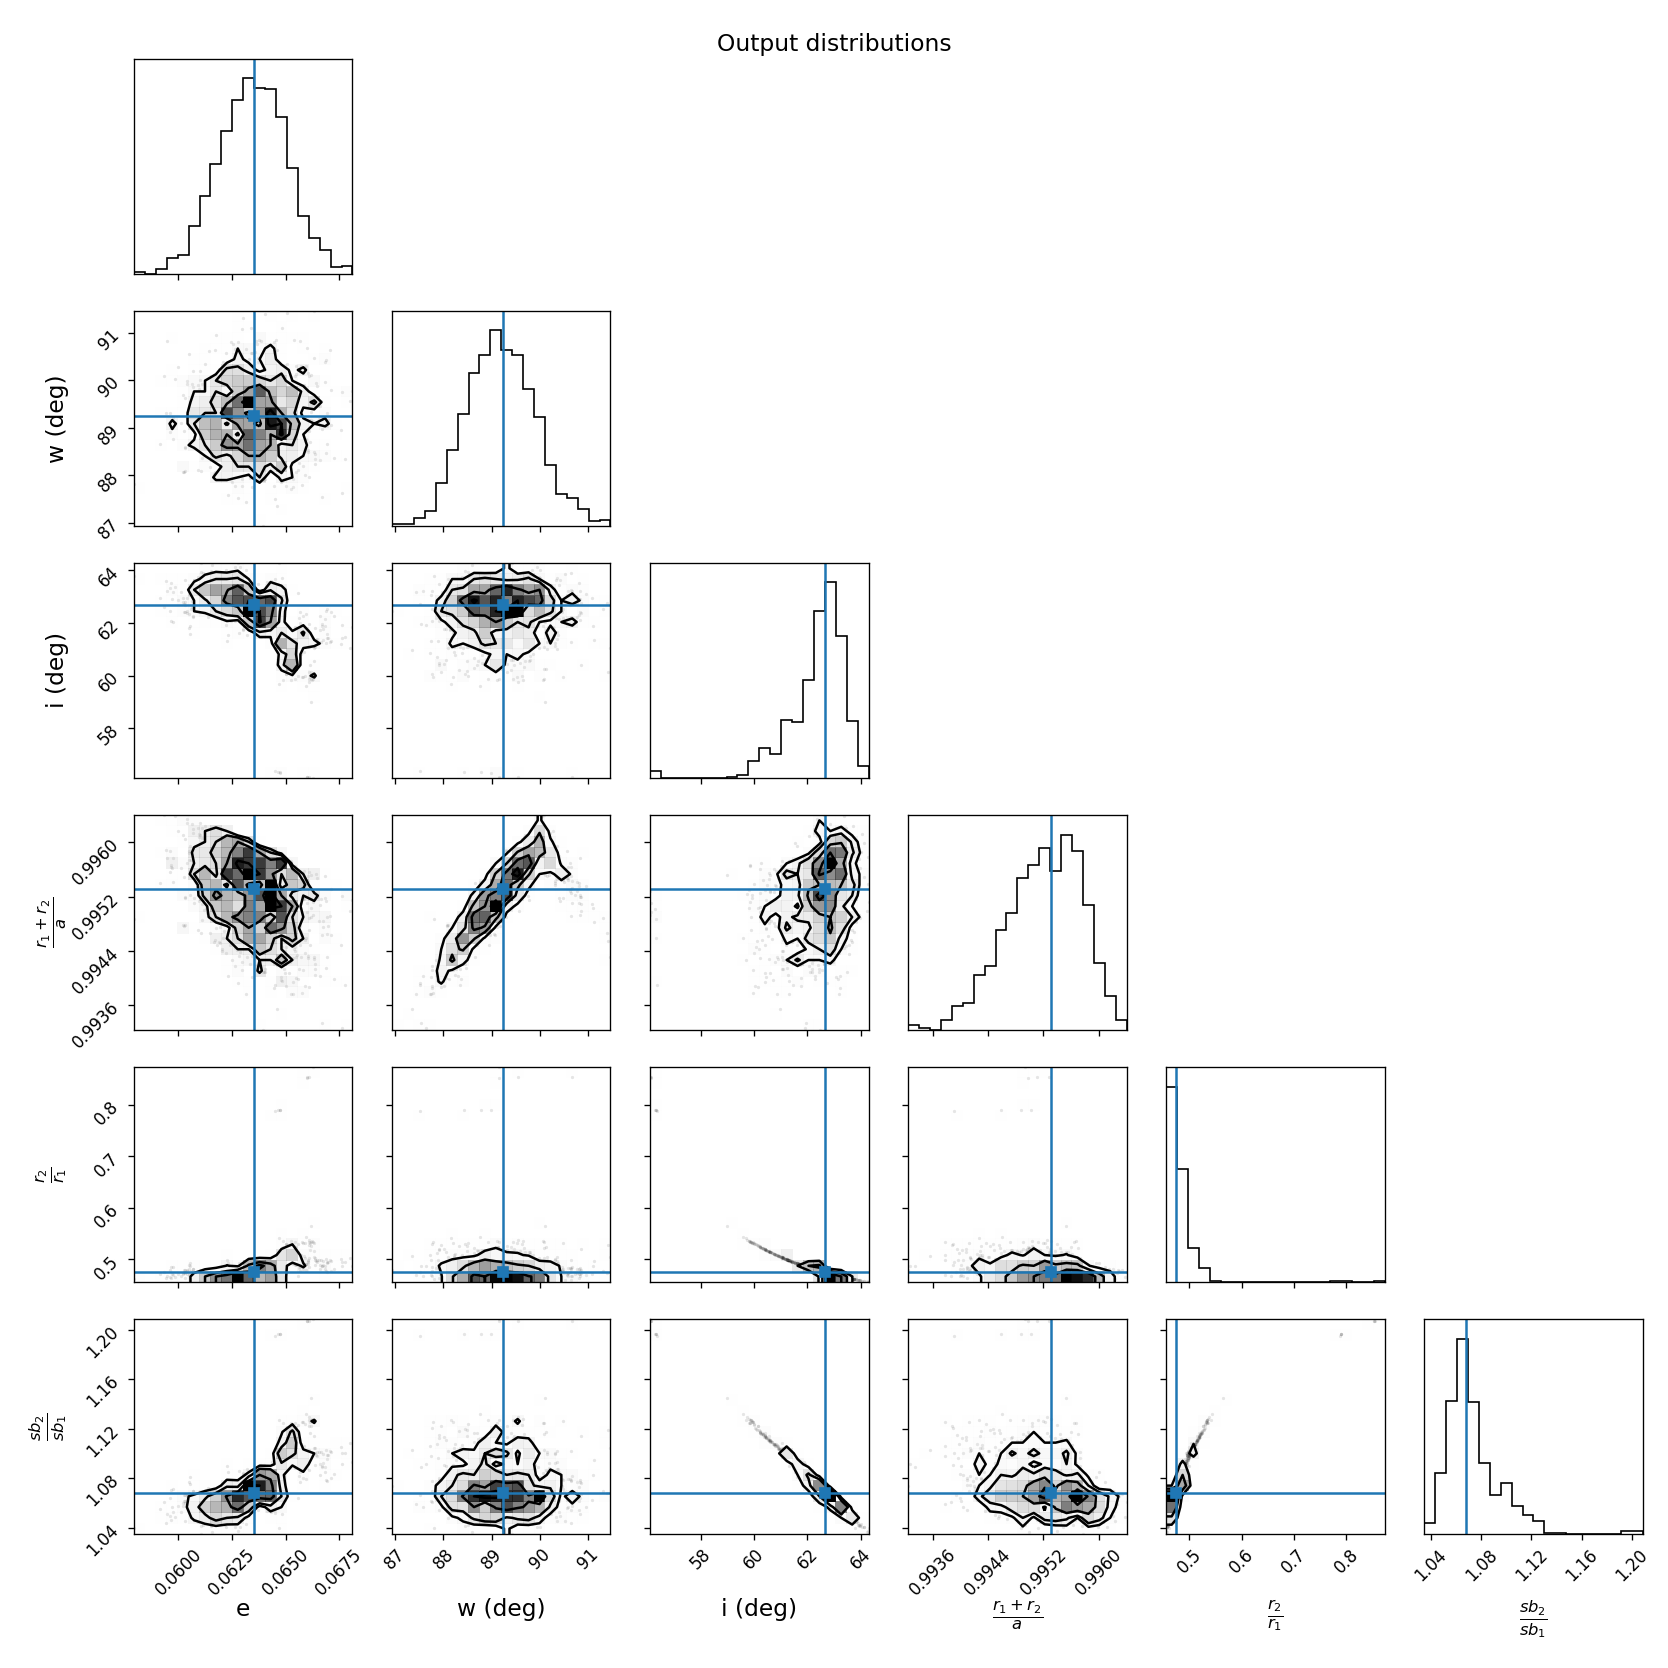 Output distributions
91
90
89
88
87
w (deg)
64
62
60
58
i (deg)
0.9960
0.9952
0.9944
0.9936
r₁ + r₂
a
0.8
0.7
0.6
0.5
r₂
r₁
1.20
1.16
1.12
1.08
1.04
sb₂
sb₁
0.0600 0.0625 0.0650 0.0675 87 88 89 90 91 58 60 62 64 0.9936 0.9944 0.9952 0.9960 0.5 0.6 0.7 0.8 1.04 1.08 1.12 1.16 1.20
e w (deg) i (deg)
r₁ + r₂
a
r₂
r₁
sb₂
sb₁